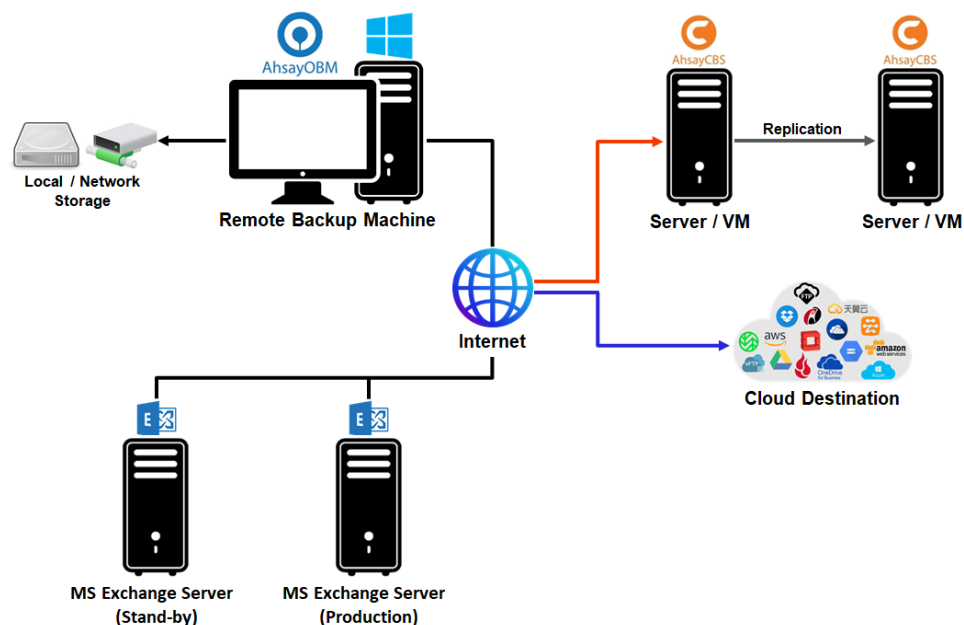 AhsayOBM
AhsayCBS
AhsayCBS
Replication
Local / Network
Storage
Remote Backup Machine
Server / VM
Server / VM
Internet
FTP
天翼云
aws
amazon
web services
sFTP
OneDrive
for Business
Azure
Cloud Destination
E
E
MS Exchange Server
(Stand-by)
MS Exchange Server
(Production)